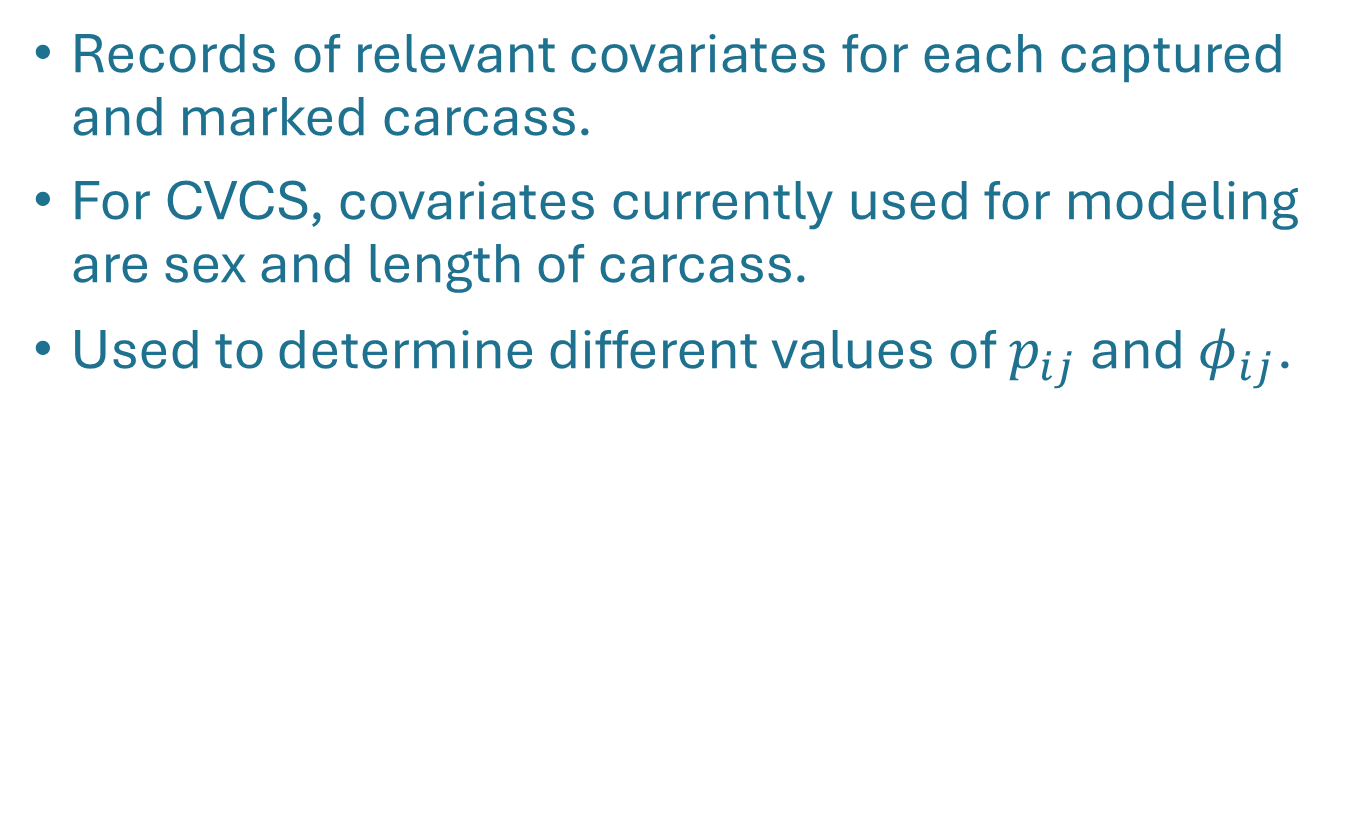 • Records of relevant covariates for each captured
and marked carcass.
• For CVCS, covariates currently used for modeling
are sex and length of carcass.
• Used to determine different values of 𝑝ᵢⱼ and 𝜙ᵢⱼ.